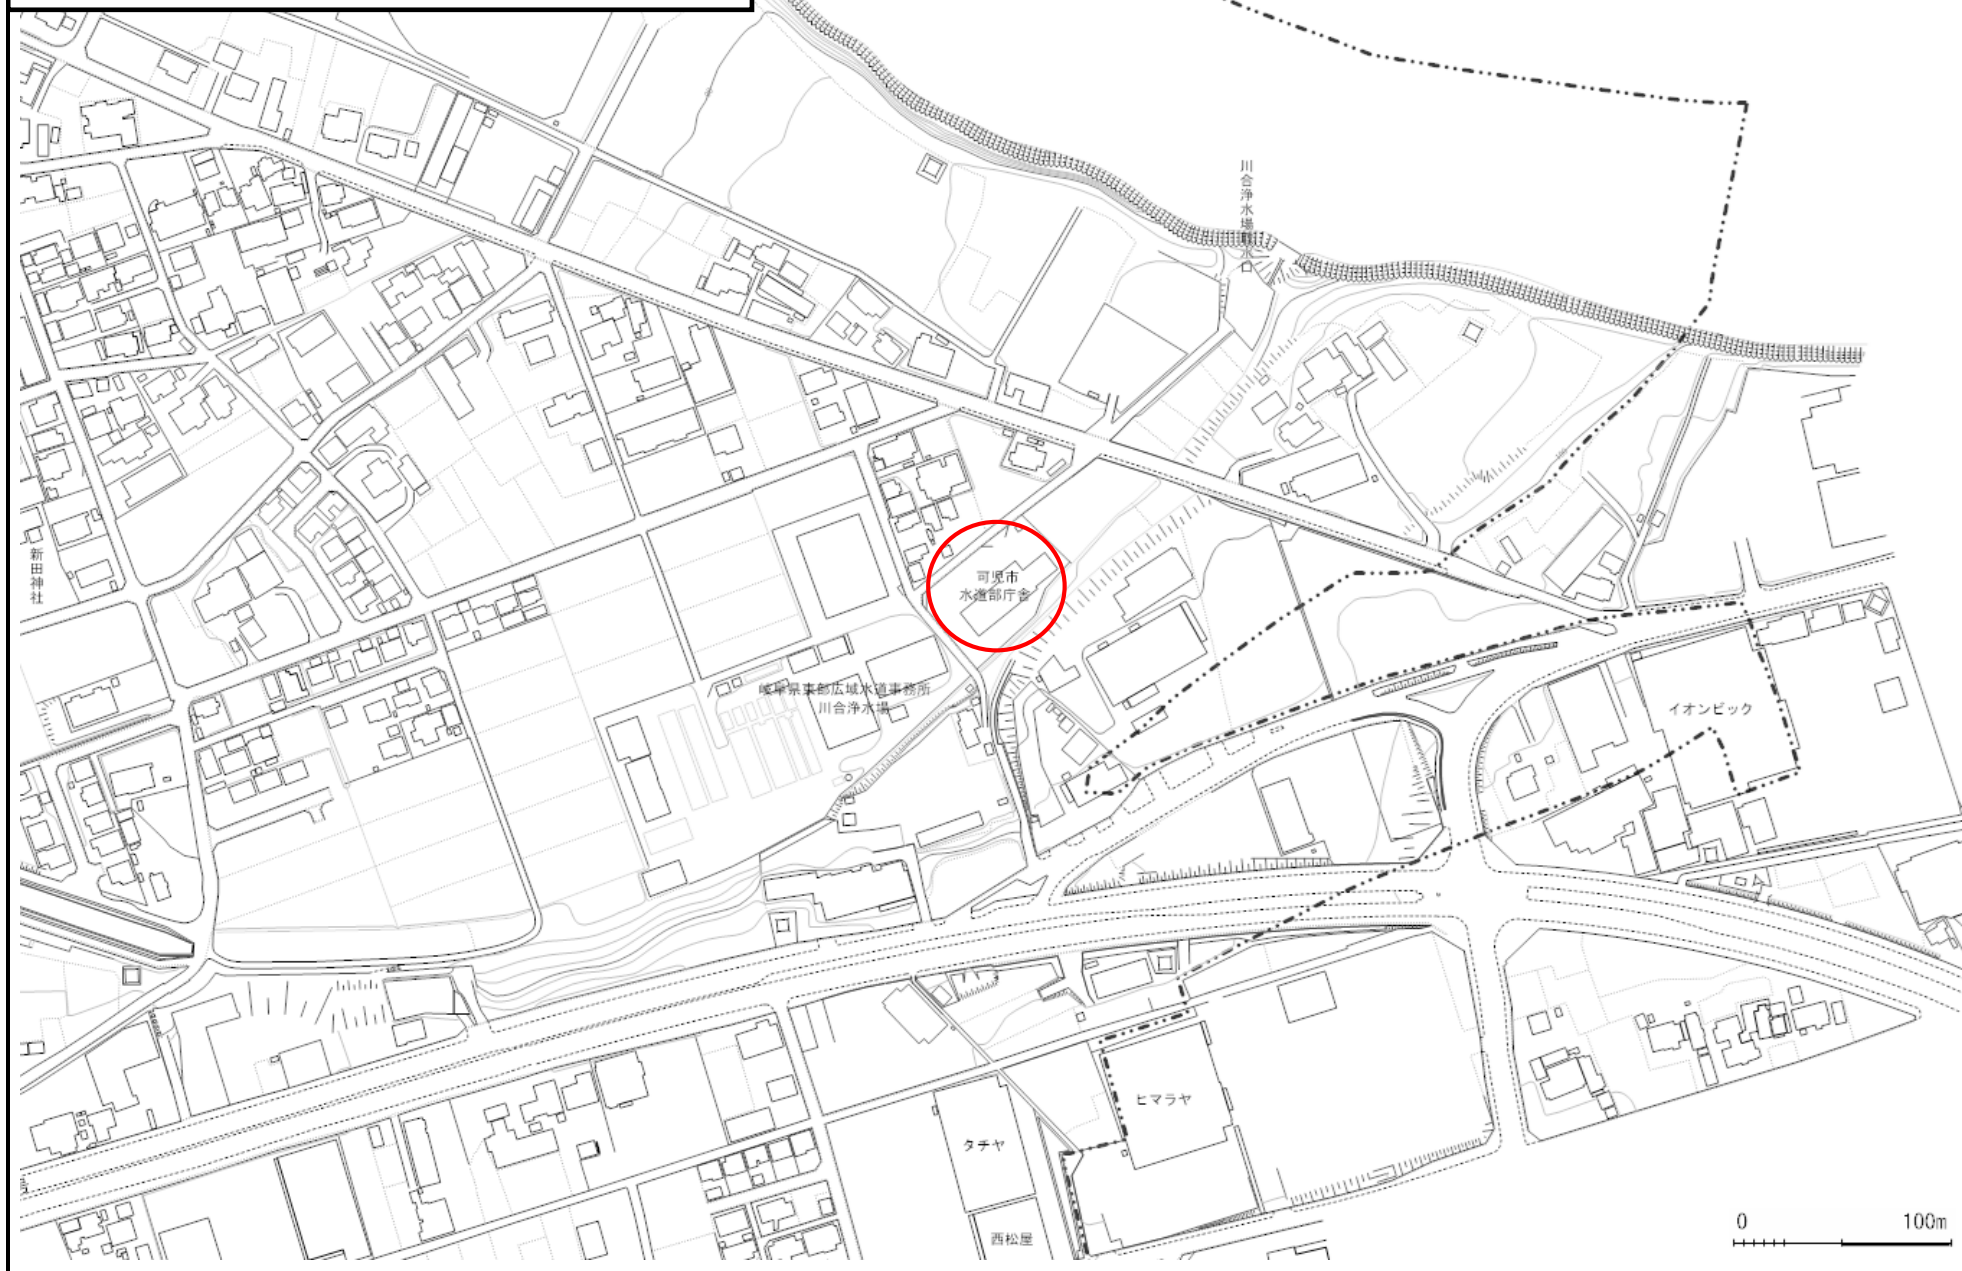 川合浄水場取水口
新田神社
可児市
水道部庁舎
岐阜県東部広域水道事務所
川合浄水場
イオンビック
ヒマラヤ
タチヤ
西松屋
0 100m